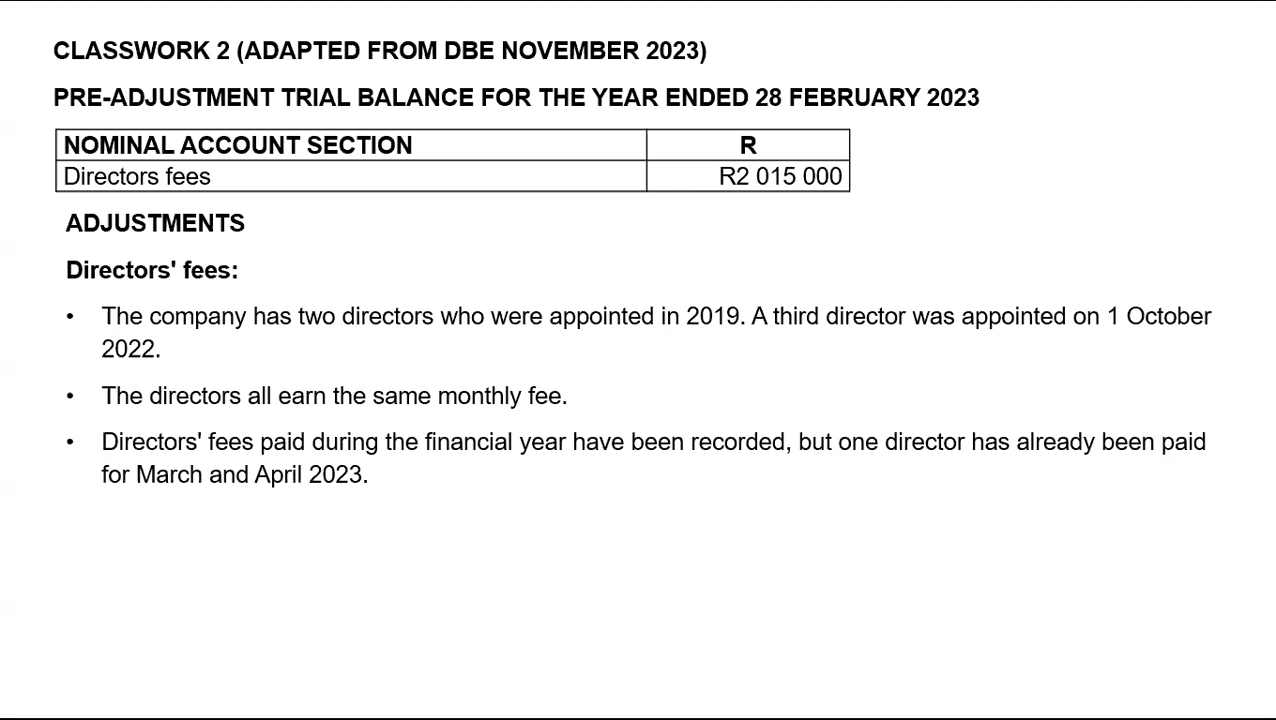 CLASSWORK 2 (ADAPTED FROM DBE NOVEMBER 2023)
PRE-ADJUSTMENT TRIAL BALANCE FOR THE YEAR ENDED 28 FEBRUARY 2023
NOMINAL ACCOUNT SECTION R
Directors fees R2 015 000
ADJUSTMENTS
Directors' fees:
• The company has two directors who were appointed in 2019. A third director was appointed on 1 October
2022.
• The directors all earn the same monthly fee.
• Directors' fees paid during the financial year have been recorded, but one director has already been paid
for March and April 2023.